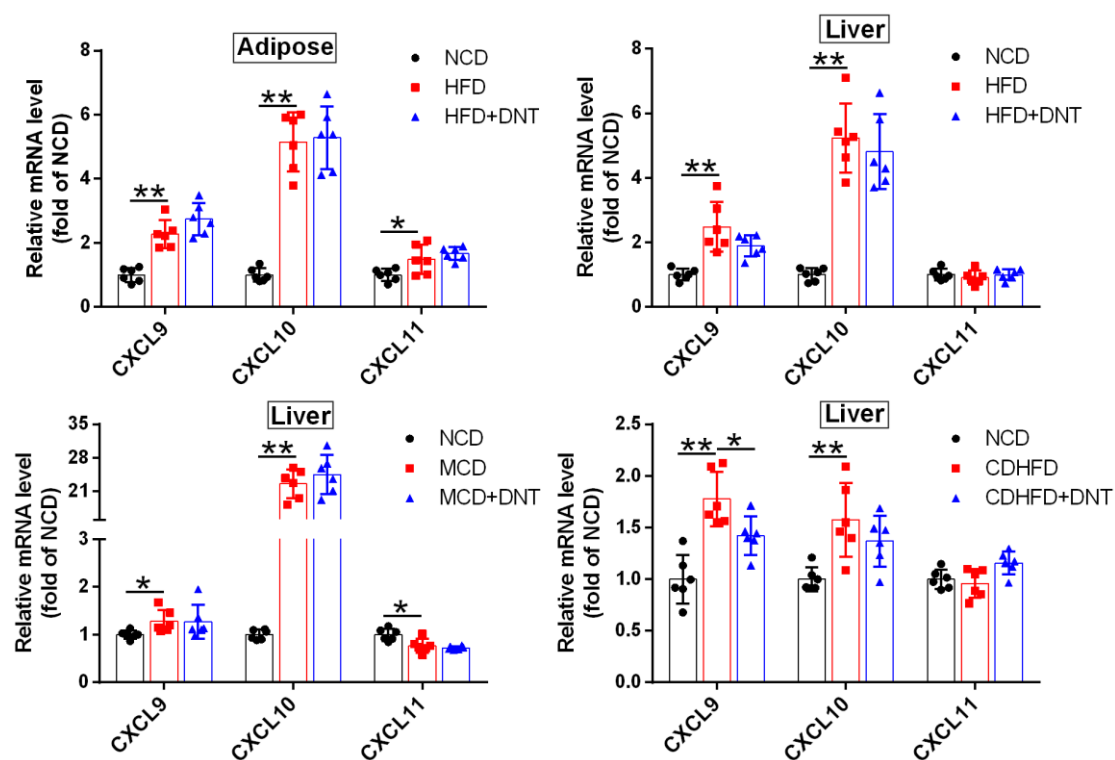 Adipose
Relative mRNA level
(fold of NCD)
8
6
4
2
0
NCD
HFD
HFD+DNT
**
**
*
CXCL9
CXCL10
CXCL11
Liver
Relative mRNA level
(fold of NCD)
8
6
4
2
0
NCD
HFD
HFD+DNT
**
**
CXCL9
CXCL10
CXCL11
Liver
Relative mRNA level
(fold of NCD)
35
28
21
1
2
1
0
NCD
MCD
MCD+DNT
*
**
*
CXCL9
CXCL10
CXCL11
Liver
Relative mRNA level
(fold of NCD)
2.5
2.0
1.5
1.0
0.5
0.0
NCD
CDHFD
CDHFD+DNT
**
*
**
CXCL9
CXCL10
CXCL11